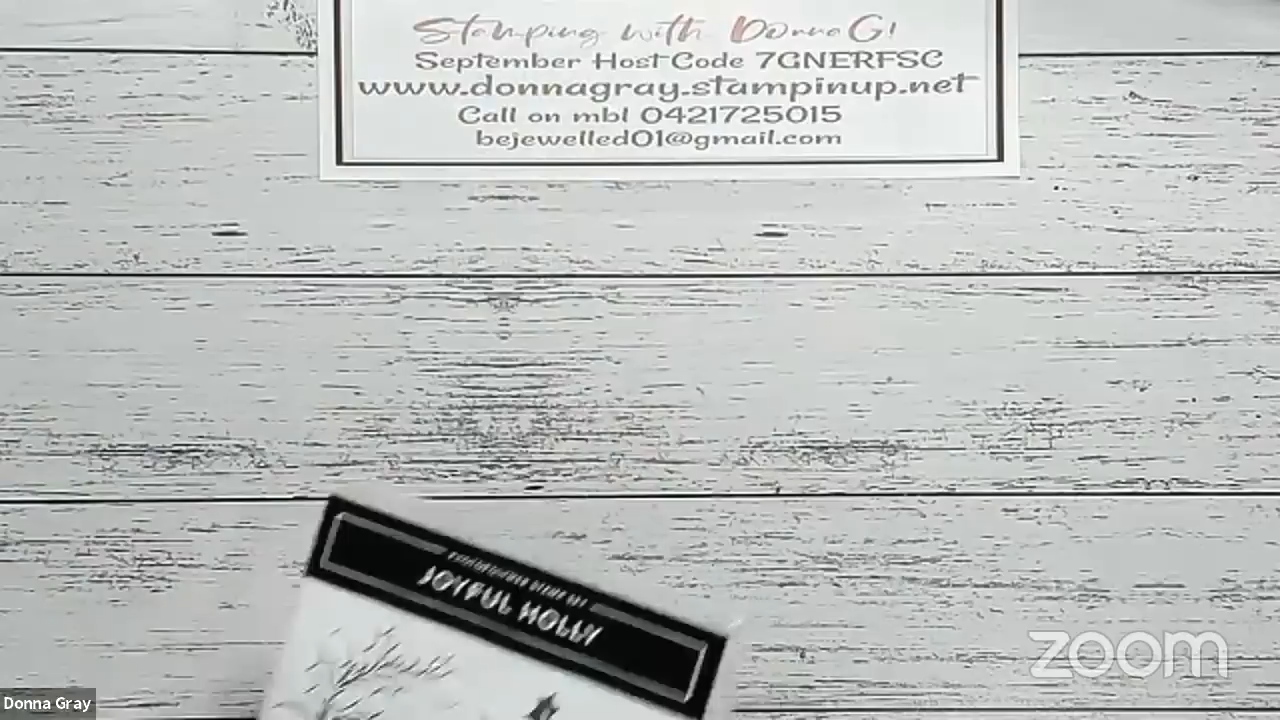 Stamping with DonnaG!
September Host Code 7GNERFSC
www.donnagray.stampinup.net
Call on mbl 0421725015
bejewelled01@gmail.com
JOYFUL HOLLY
zoom
Donna Gray